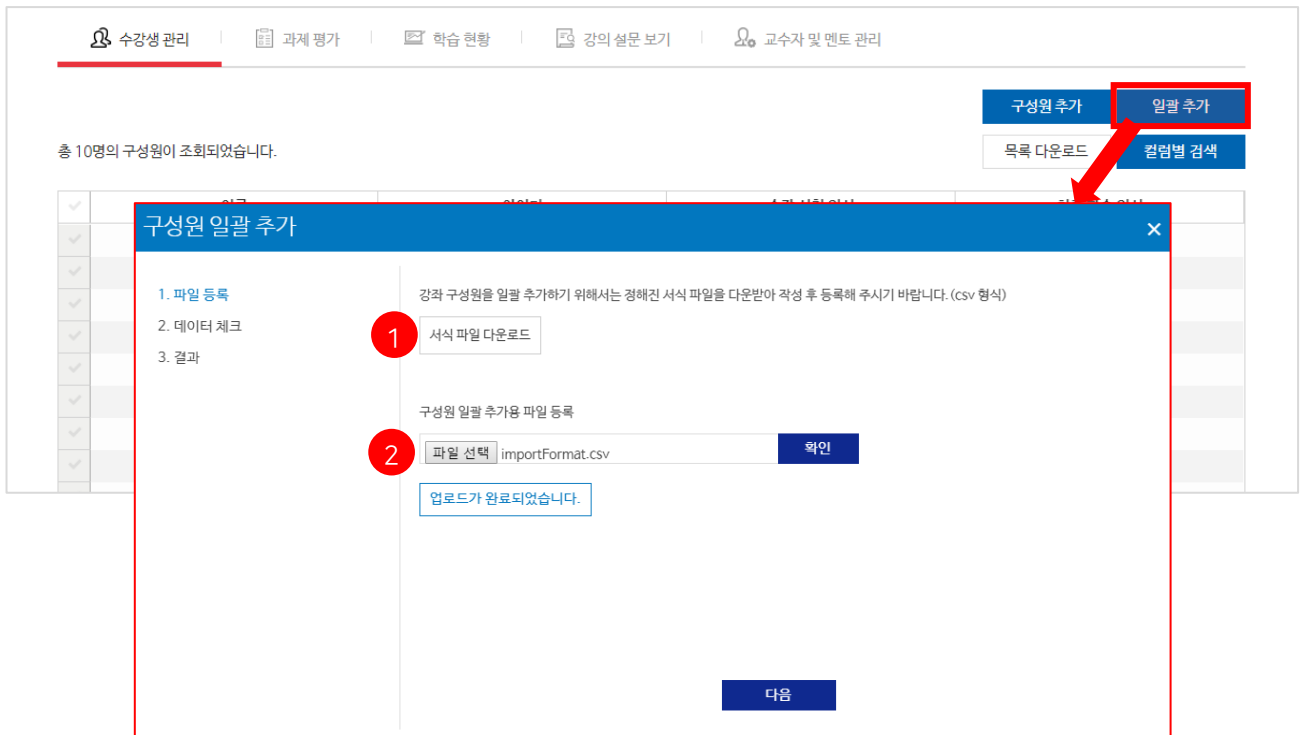 수강생 관리
과제 평가
학습 현황
강의 설문 보기
교수자 및 멘토 관리
구성원 추가
일괄 추가
총 10명의 구성원이 조회되었습니다.
목록 다운로드
컬럼별 검색
구성원 일괄 추가
×
1. 파일 등록
2. 데이터 체크
3. 결과
강좌 구성원을 일괄 추가하기 위해서는 정해진 서식 파일을 다운받아 작성 후 등록해 주시기 바랍니다. (csv 형식)
1
서식 파일 다운로드
구성원 일괄 추가용 파일 등록
2
파일 선택 importFormat.csv
확인
업로드가 완료되었습니다.
다음